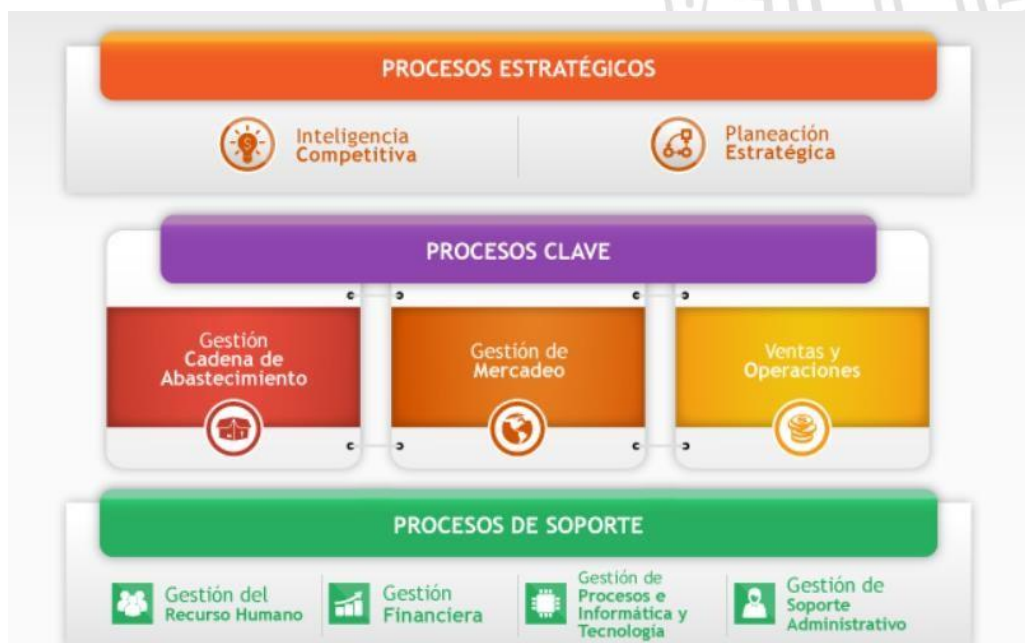 PROCESOS ESTRATÉGICOS
Inteligencia
Competitiva
Planeación
Estratégica
PROCESOS CLAVE
Gestión
Cadena de
Abastecimiento
Gestión de
Mercadeo
Ventas y
Operaciones
PROCESOS DE SOPORTE
Gestión del
Recurso Humano
Gestión
Financiera
Gestión de
Procesos e
Informática y
Tecnología
Gestión de
Soporte
Administrativo